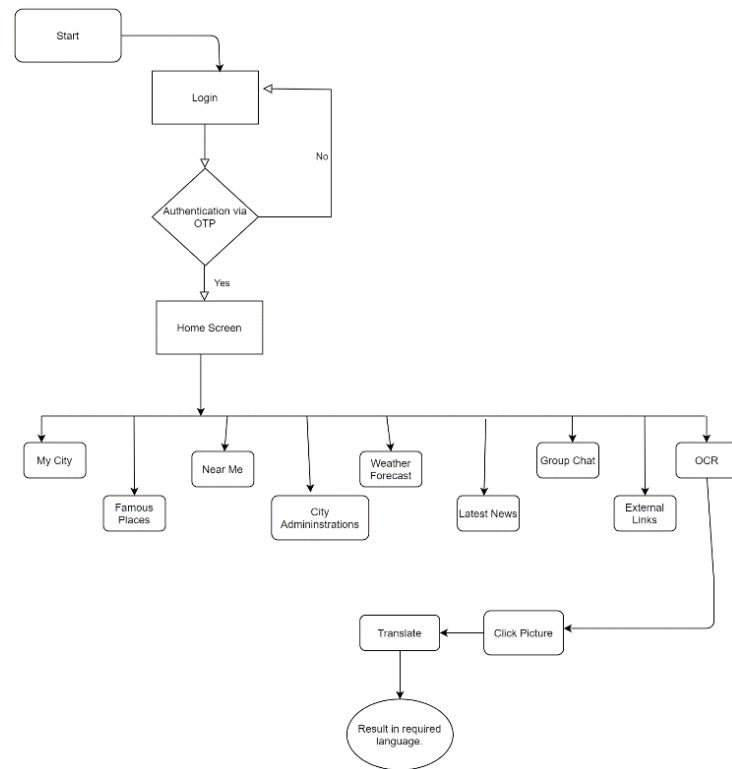 Start
Login
No
Authentication via
OTP
Yes
Home Screen
My City
Famous
Places
Near Me
City
Admininstrations
Weather
Forecast
Latest News
Group Chat
External
Links
OCR
Translate
Click Picture
Result in required
language.